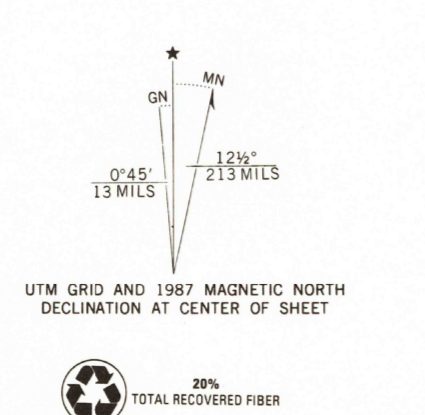 ★
MN
GN
12½°
213 MILS
0°45′
13 MILS
UTM GRID AND 1987 MAGNETIC NORTH
DECLINATION AT CENTER OF SHEET
20%
TOTAL RECOVERED FIBER